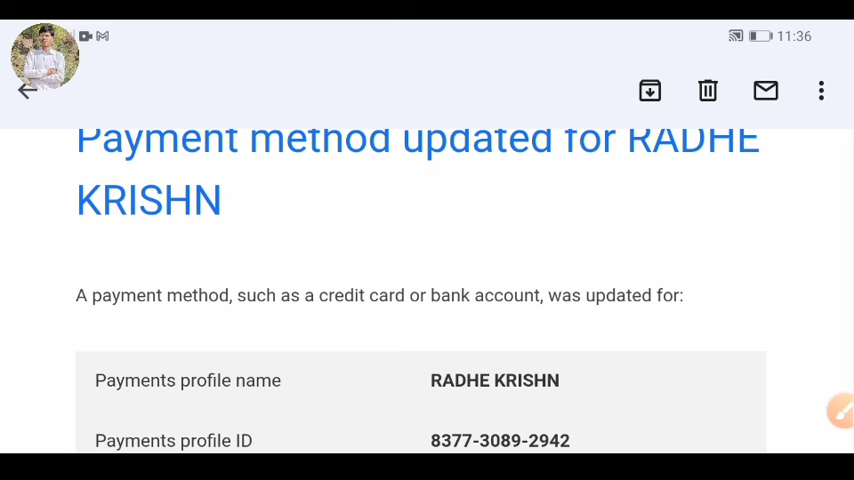 11:36
Payment method updated for RADHE
KRISHN
A payment method, such as a credit card or bank account, was updated for:
Payments profile name RADHE KRISHN
Payments profile ID 8377-3089-2942